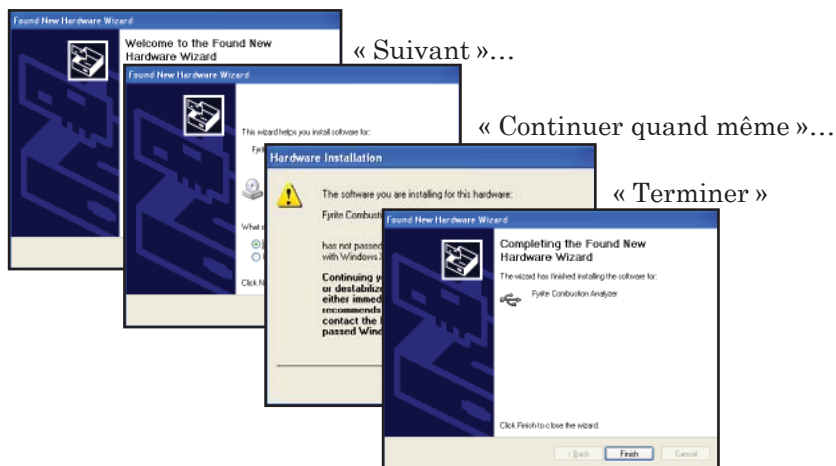 Found New Hardware Wizard
Welcome to the Found New
Hardware Wizard
« Suivant »…
Found New Hardware Wizard
This wizard helps you install software for:
What
Click
« Continuer quand même »…
Hardware Installation
The software you are installing for this hardware:
Fyrite Combusti
has not passed
with Windows
Continuing y
or destabiliz
either immed
recommends
contact the
passed Wind
« Terminer »
Found New Hardware Wizard
Completing the Found New
Hardware Wizard
The wizard has finished installing the software for:
Fyrite Combustion Analyzer
Click Finish to close the wizard.
< Back
Finish
Cancel